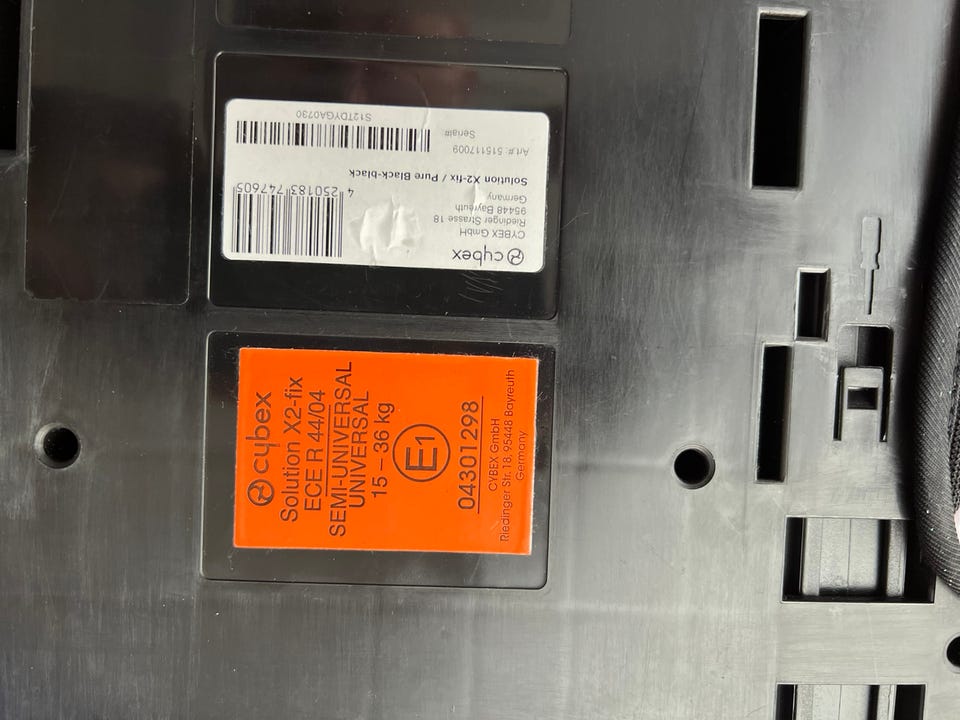 cybex
CYBEX GmbH
Riedinger Strasse 18
95448 Bayreuth
Germany
4 250183 747605
Solution X2-fix / Pure Black-black
Art.#: 515117009
Serial#
S12TDYGA0730
cybex
Solution X2-fix
ECE R 44/04
SEMI-UNIVERSAL
UNIVERSAL
15 – 36 kg
E1
04301298
CYBEX GmbH
Riedinger Str. 18, 95448 Bayreuth
Germany